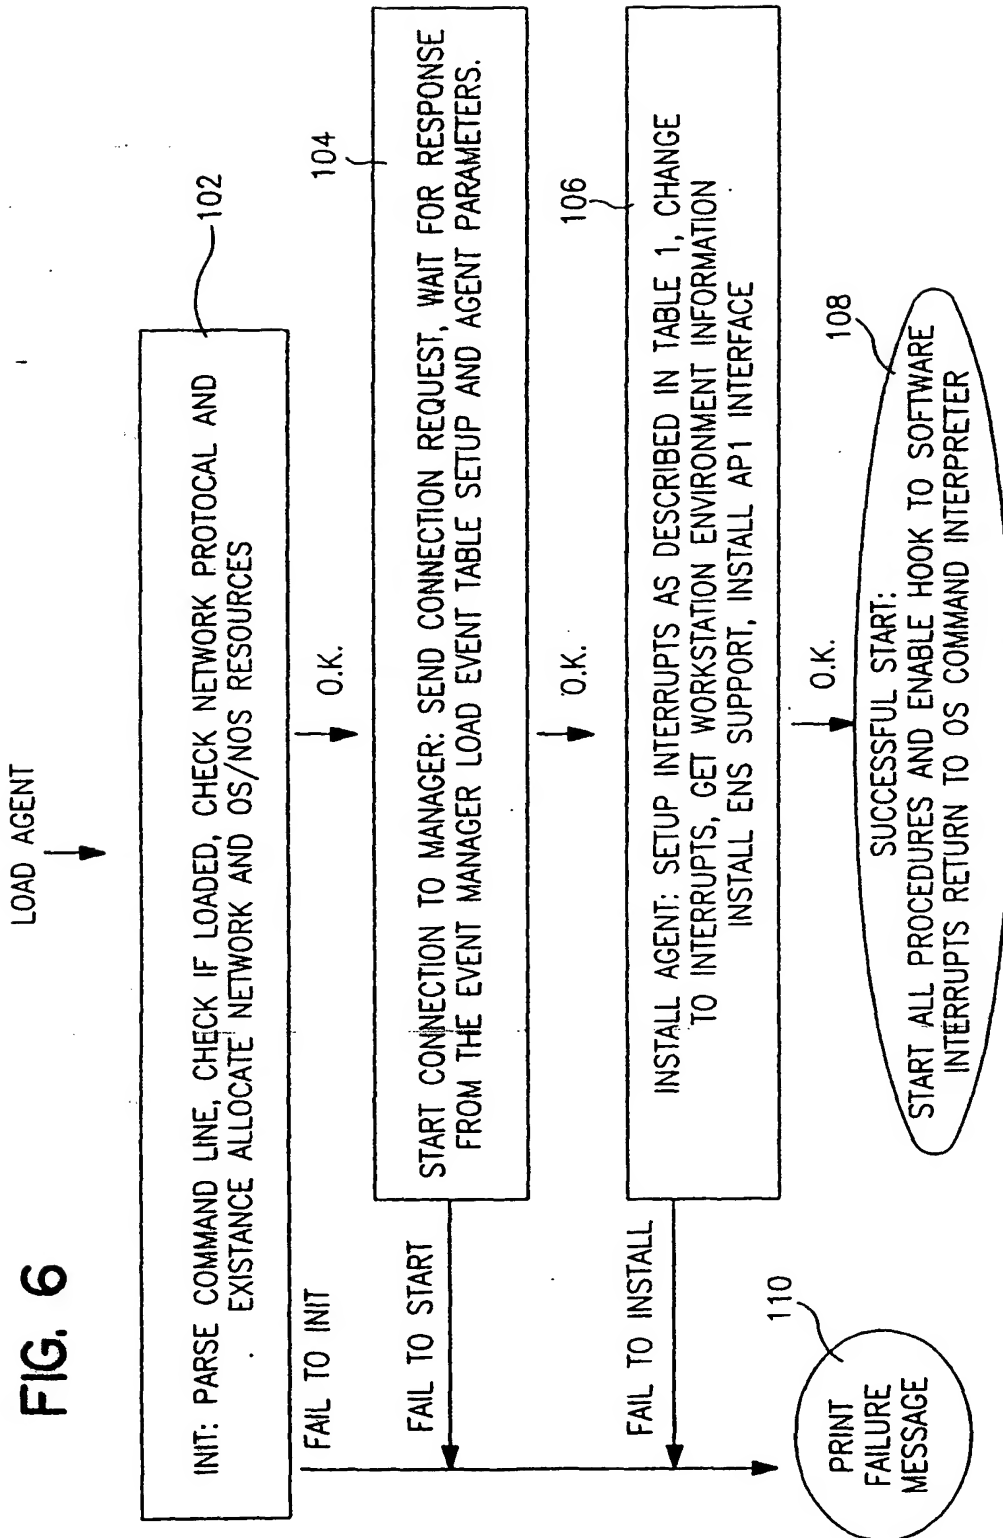 FIG. 6
LOAD AGENT
102
INIT: PARSE COMMAND LINE, CHECK IF LOADED, CHECK NETWORK PROTOCAL AND
EXISTANCE ALLOCATE NETWORK AND OS/NOS RESOURCES
FAIL TO INIT
O.K.
104
START CONNECTION TO MANAGER: SEND CONNECTION REQUEST, WAIT FOR RESPONSE
FROM THE EVENT MANAGER LOAD EVENT TABLE SETUP AND AGENT PARAMETERS.
FAIL TO START
O.K.
106
INSTALL AGENT: SETUP INTERRUPTS AS DESCRIBED IN TABLE 1, CHANGE
TO INTERRUPTS, GET WORKSTATION ENVIRONMENT INFORMATION
INSTALL ENS SUPPORT, INSTALL AP1 INTERFACE
FAIL TO INSTALL
O.K.
110
PRINT
FAILURE
MESSAGE
108
SUCCESSFUL START:
START ALL PROCEDURES AND ENABLE HOOK TO SOFTWARE
INTERRUPTS RETURN TO OS COMMAND INTERPRETER